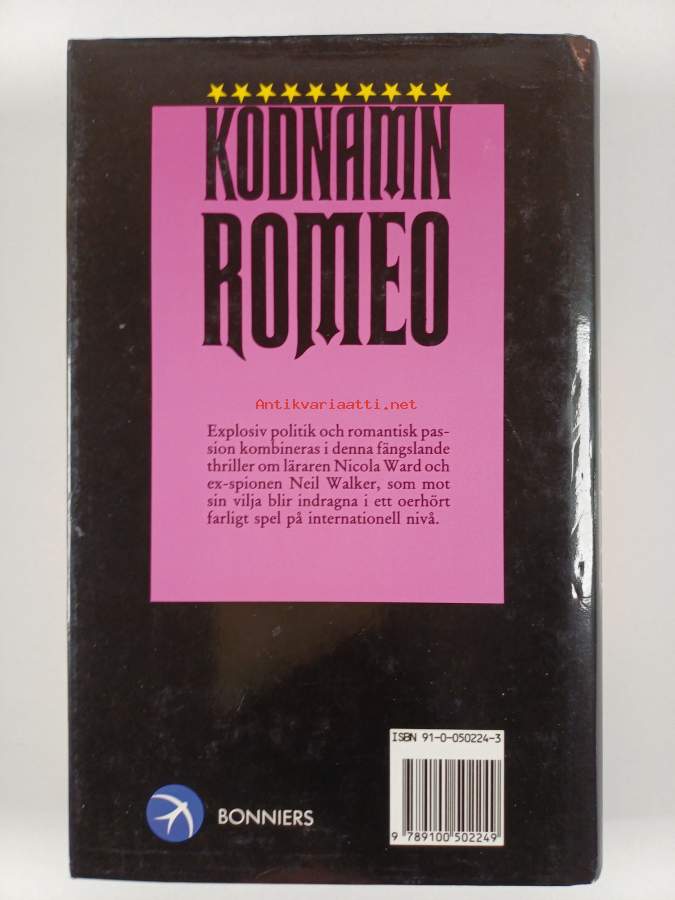 KODNAMN
ROMEO
Antikvariaatti.net
Explosiv politik och romantisk pas-
sion kombineras i denna fängslande
thriller om läraren Nicola Ward och
ex-spionen Neil Walker, som mot
sin vilja blir indragna i ett oerhört
farligt spel på internationell nivå.
ISBN 91-0-050224-3
9 789100 502249
BONNIERS